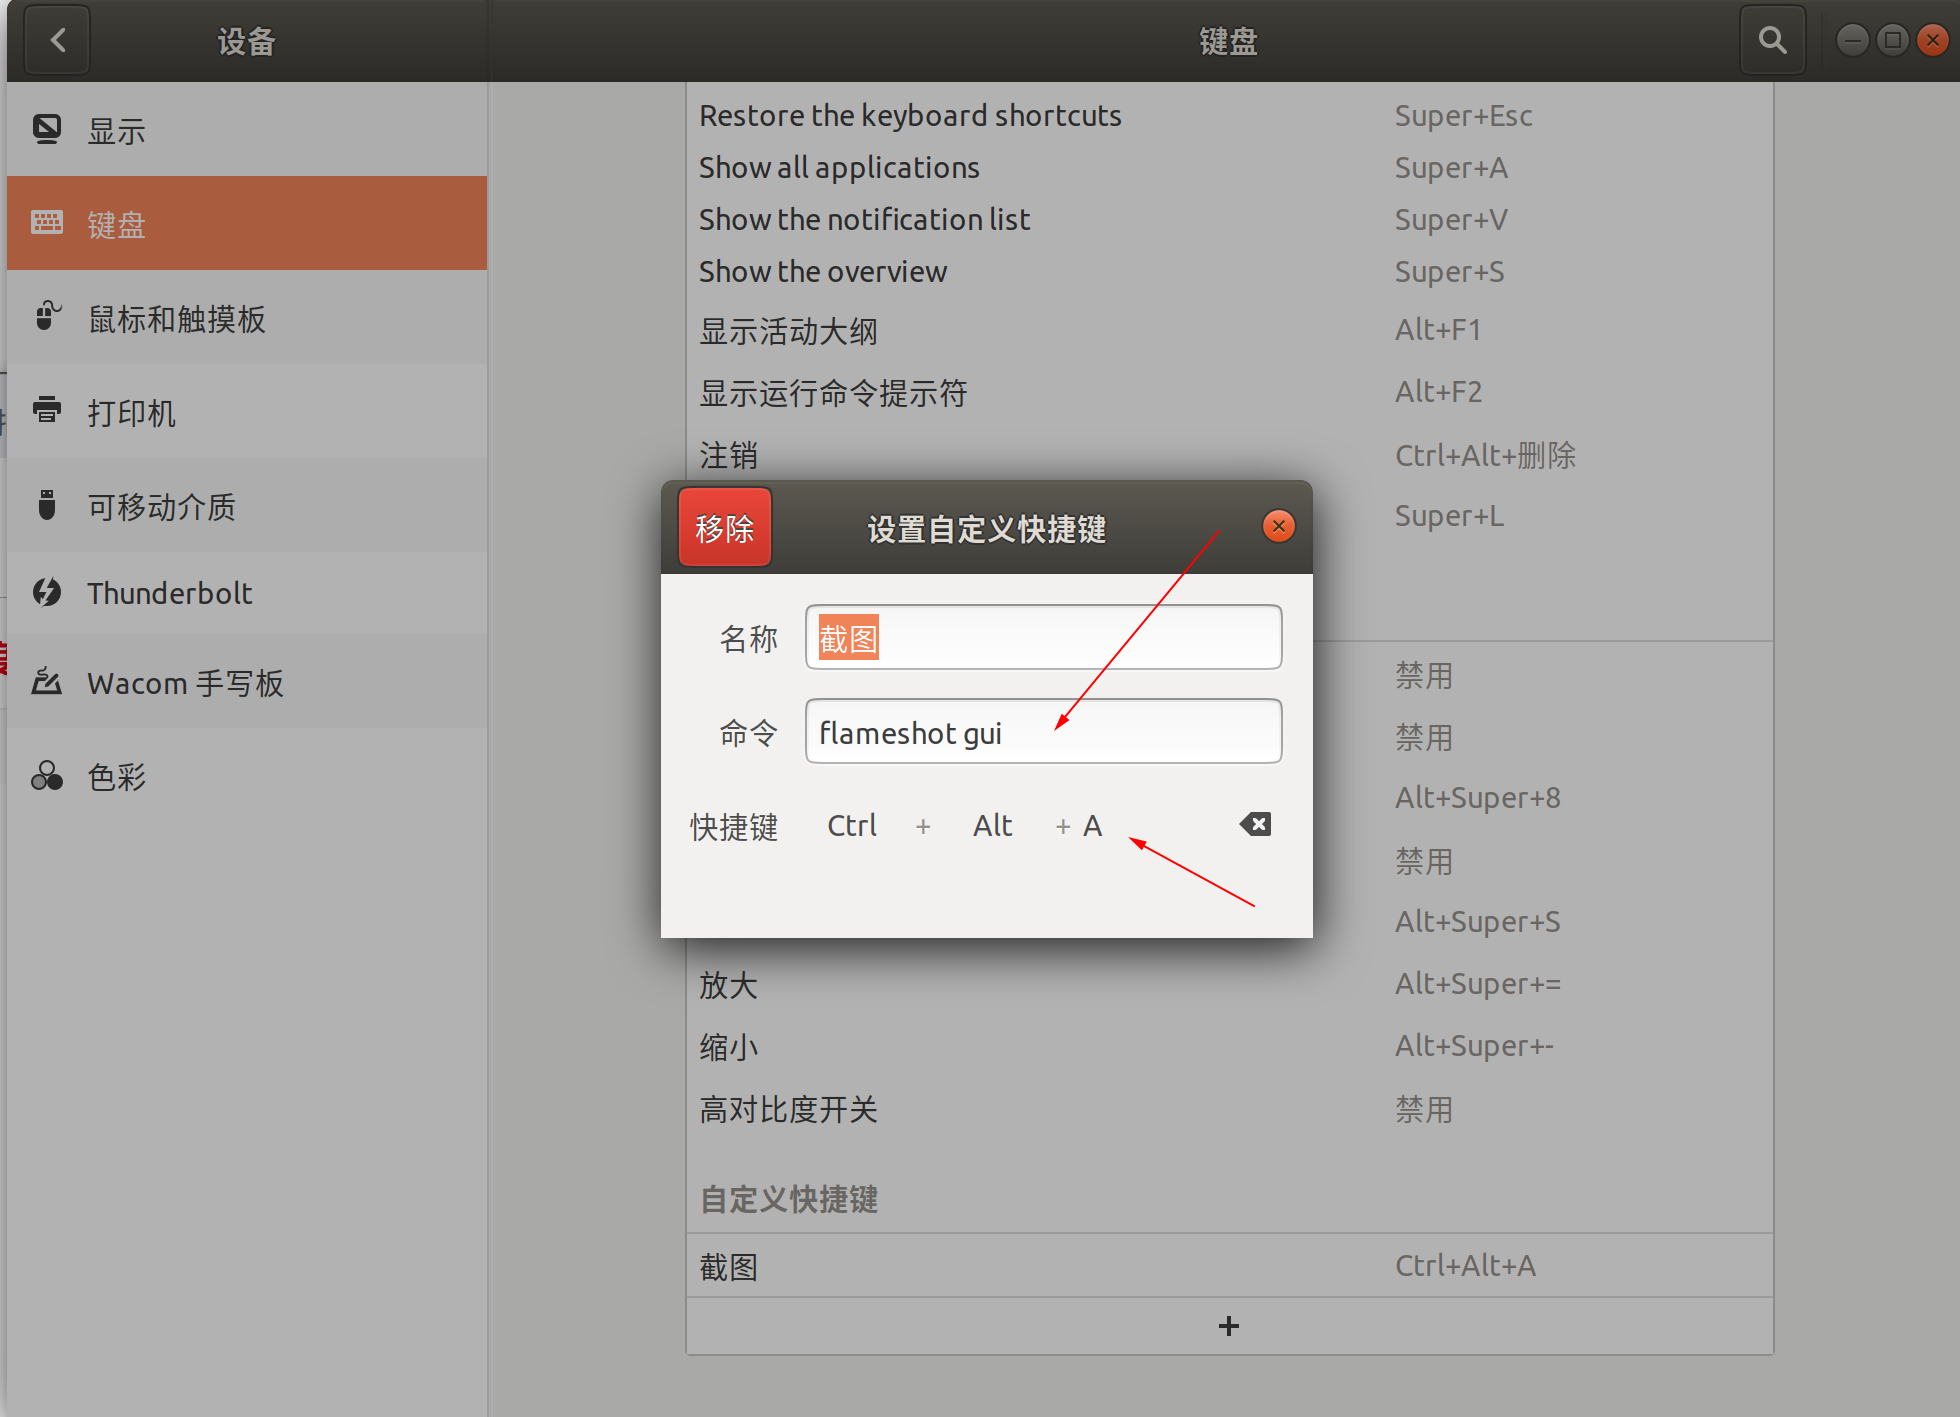 设备
键盘
显示
键盘
鼠标和触摸板
打印机
可移动介质
Thunderbolt
Wacom 手写板
色彩
Restore the keyboard shortcuts Super+Esc
Show all applications Super+A
Show the notification list Super+V
Show the overview Super+S
显示活动大纲 Alt+F1
显示运行命令提示符 Alt+F2
注销 Ctrl+Alt+删除
Super+L
移除 设置自定义快捷键
名称 截图
命令 flameshot gui
快捷键 Ctrl + Alt + A
禁用
禁用
Alt+Super+8
禁用
Alt+Super+S
放大 Alt+Super+=
缩小 Alt+Super+-
高对比度开关 禁用
自定义快捷键
截图 Ctrl+Alt+A
+